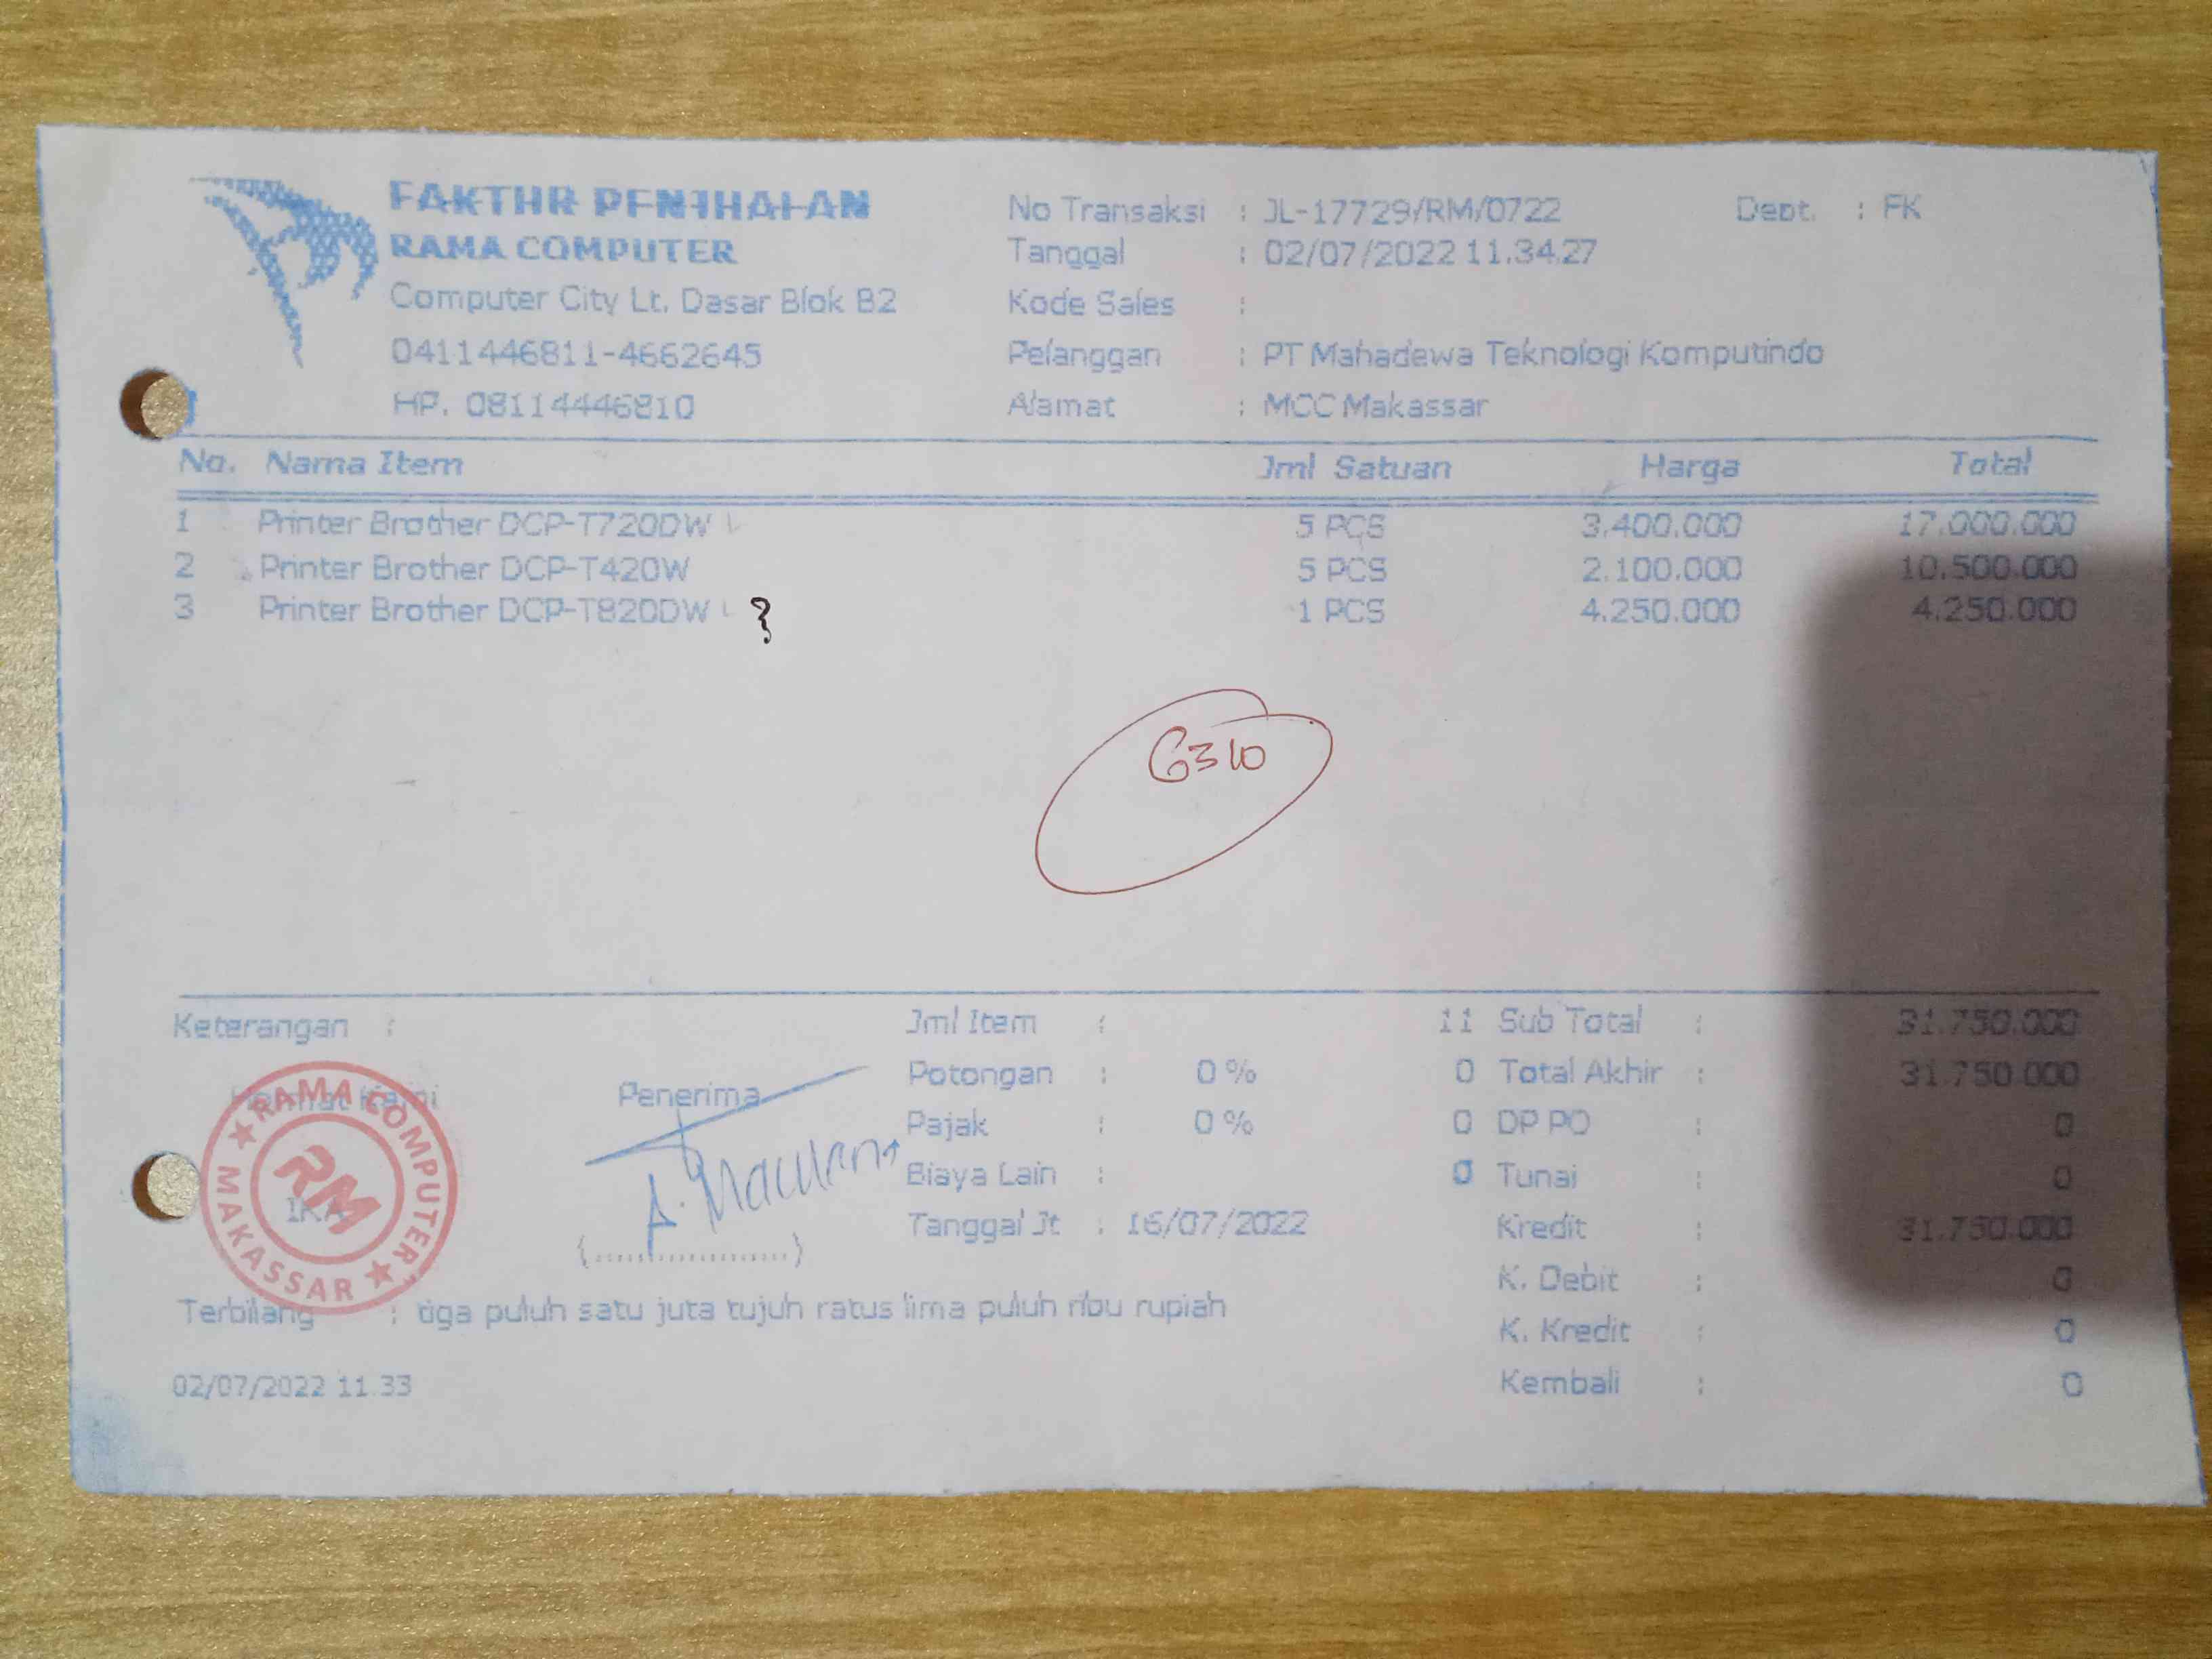 FAKTUR PENJUALAN
RAMA COMPUTER
Computer City Lt. Dasar Blok B2
0411446811-4662645
HP. 08114446810
No Transaksi : JL-17729/RM/0722
Dept. : FK
Tanggal : 02/07/2022 11.34.27
Kode Sales :
Pelanggan : PT Mahadewa Teknologi Komputindo
Alamat : MCC Makassar
No. Nama Item Jml Satuan Harga Total
1 Printer Brother DCP-T720DW 5 PCS 3.400.000 17.000.000
2 Printer Brother DCP-T420W 5 PCS 2.100.000 10.500.000
3 Printer Brother DCP-T820DW ? 1 PCS 4.250.000 4.250.000
Keterangan :
Hormat Kami
Penerima
IKA
RAMA COMPUTER
RM
MAKASSAR
(....................)
Jml Item : 11
Potongan : 0 % 0
Pajak : 0 % 0
Biaya Lain : 0
Tanggal Jt : 16/07/2022
Sub Total : 31.750.000
Total Akhir : 31.750.000
DP PO : 0
Tunai : 0
Kredit : 31.750.000
K. Debit : 0
K. Kredit : 0
Kembali : 0
Terbilang : tiga puluh satu juta tujuh ratus lima puluh ribu rupiah
02/07/2022 11.33